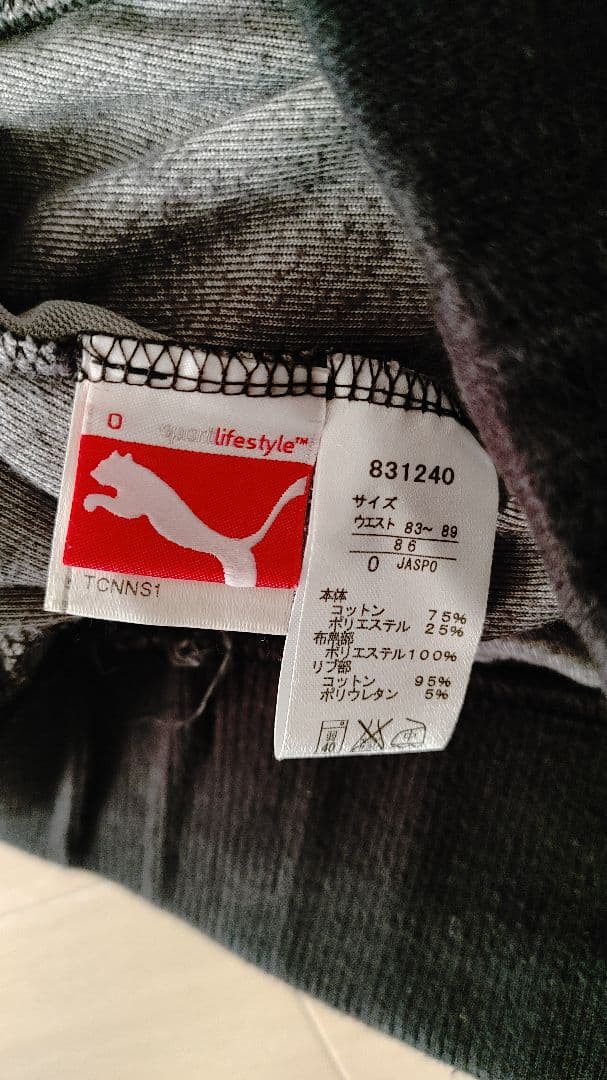 O
sportlifestyle™
TCNNS1
831240
サイズ
ウエスト 83~ 89
86
O JASPO
本体
コットン 75%
ポリエステル 25%
布帛部
ポリエステル100%
リブ部
コットン 95%
ポリウレタン 5%
40
中